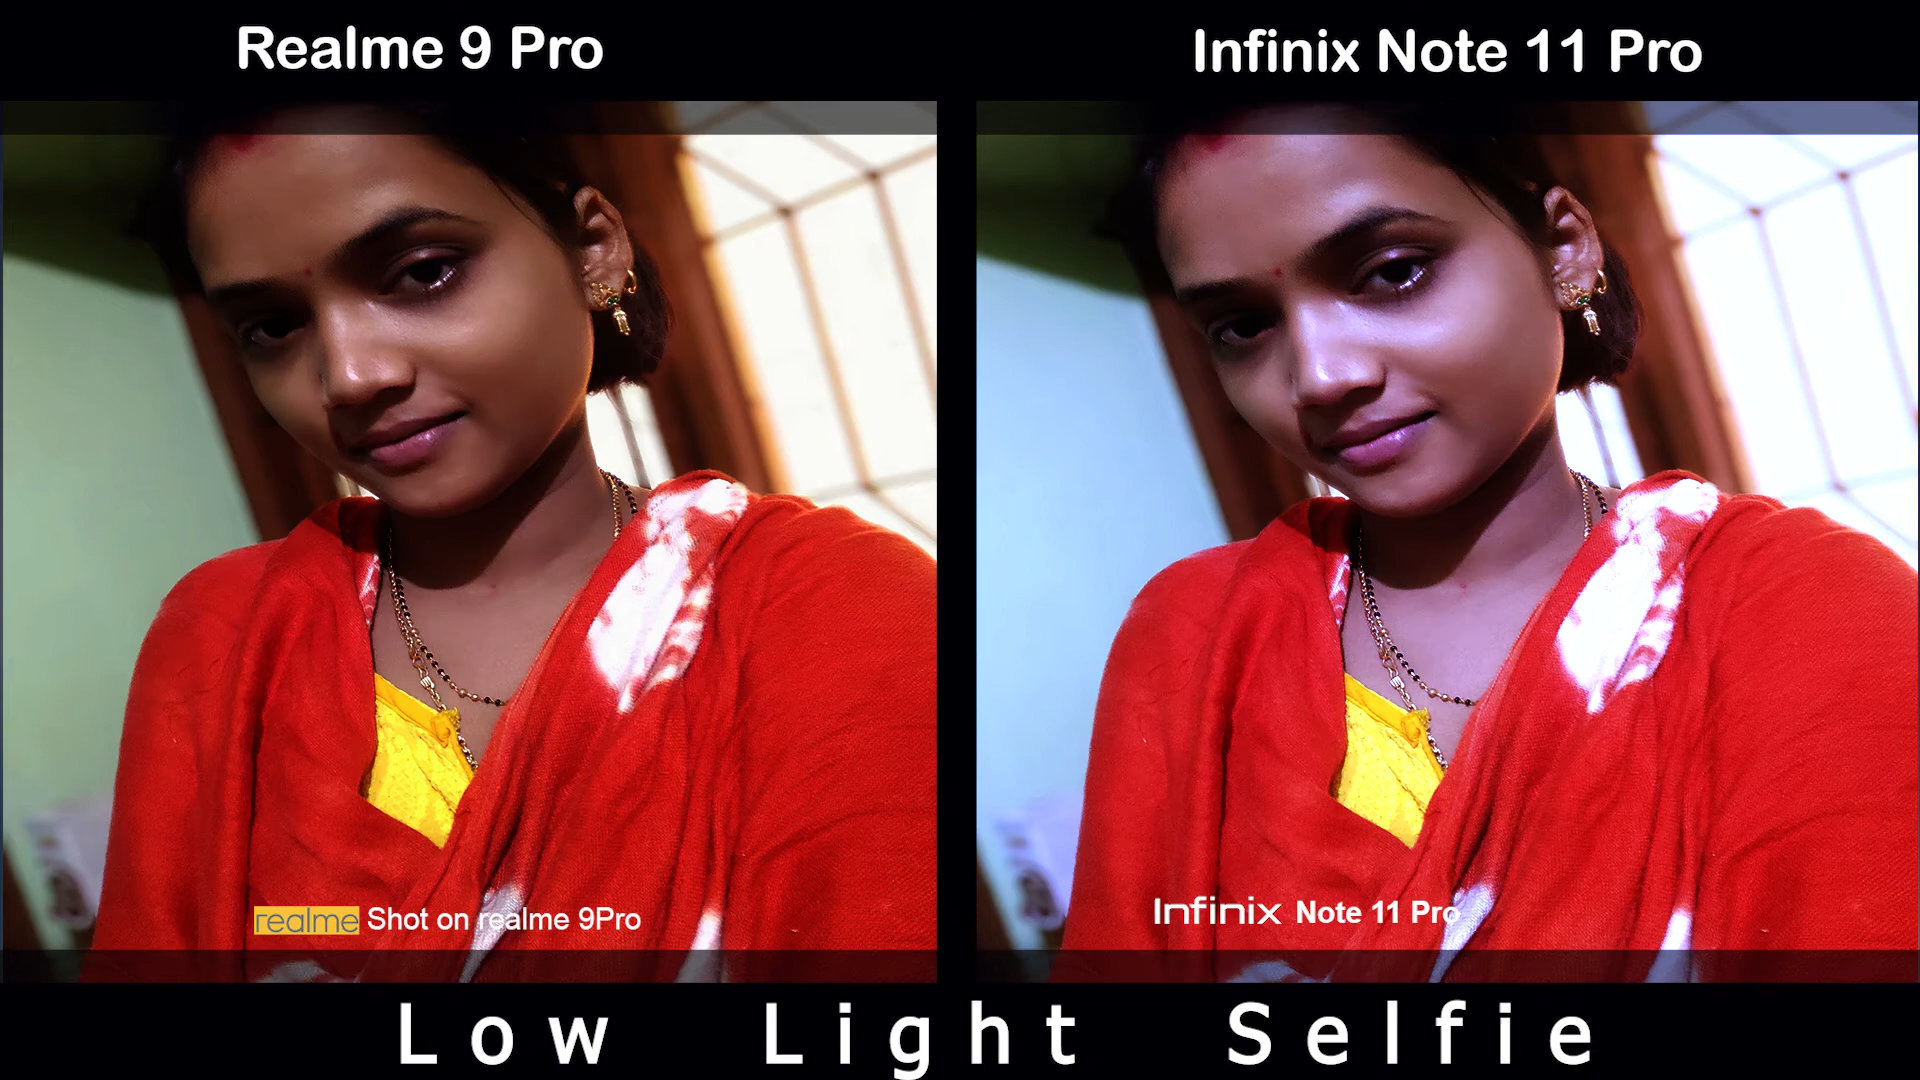 Realme 9 Pro
Infinix Note 11 Pro
realme Shot on realme 9Pro
Infinix Note 11 Pro
Low Light Selfie